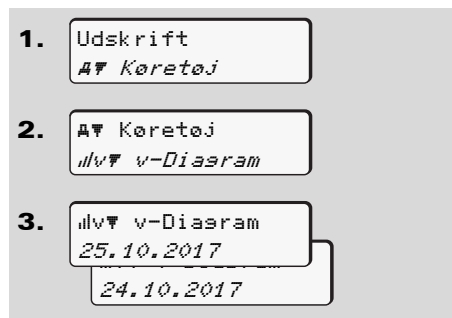 1. Udskrift
Køretøj
2. Køretøj
v v-Diagram
3. v v-Diagram
25.10.2017
24.10.2017